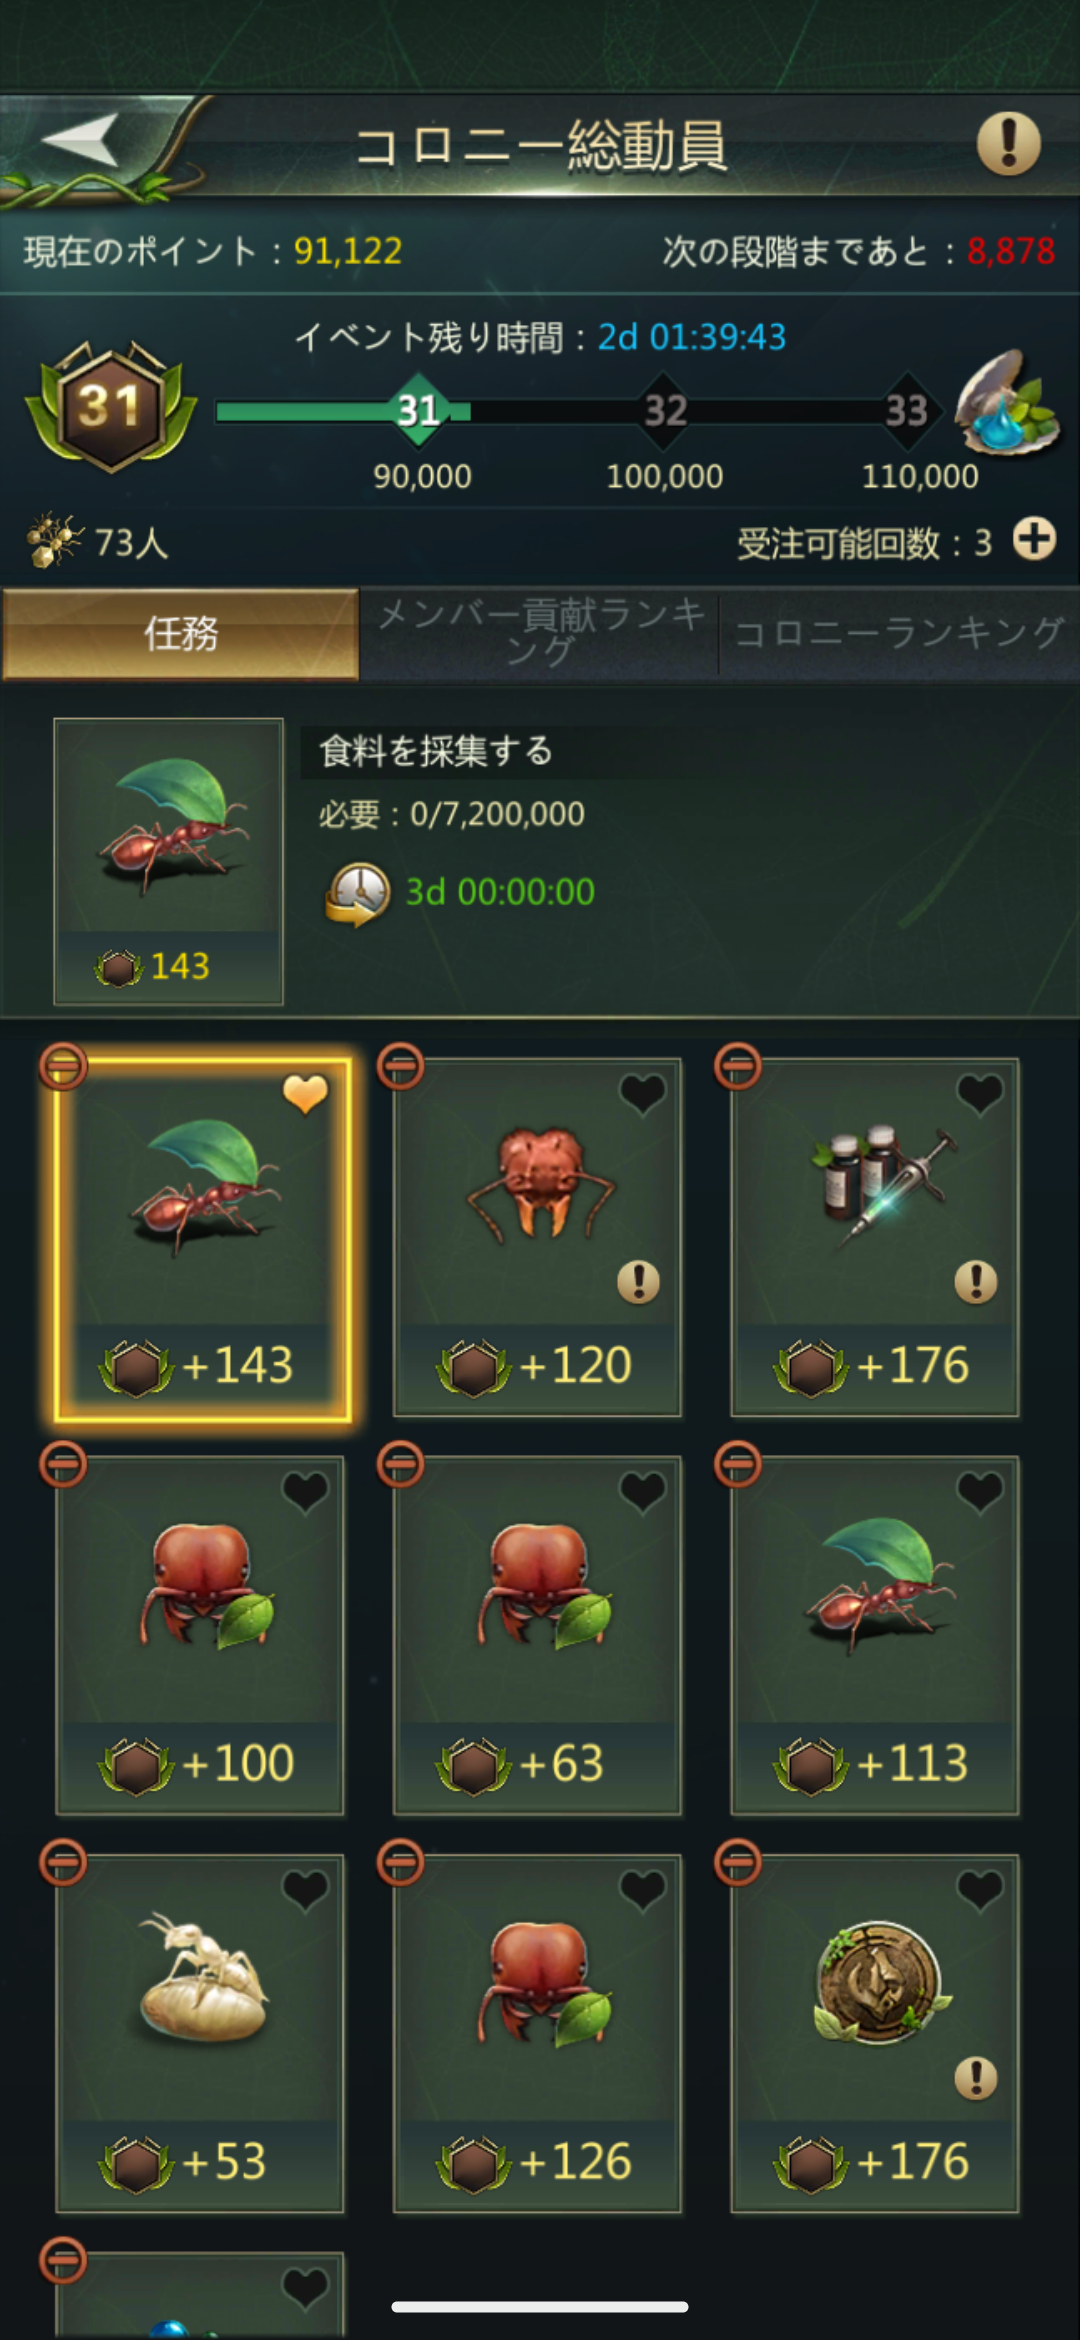 コロニー総動員
現在のポイント：91,122
次の段階まであと：8,878
イベント残り時間：2d 01:39:43
31
31
32
33
90,000
100,000
110,000
73人
受注可能回数：3
任務
メンバー貢献ランキ
ング
コロニーランキング
食料を採集する
必要：0/7,200,000
3d 00:00:00
143
+143
+120
+176
+100
+63
+113
+53
+126
+176